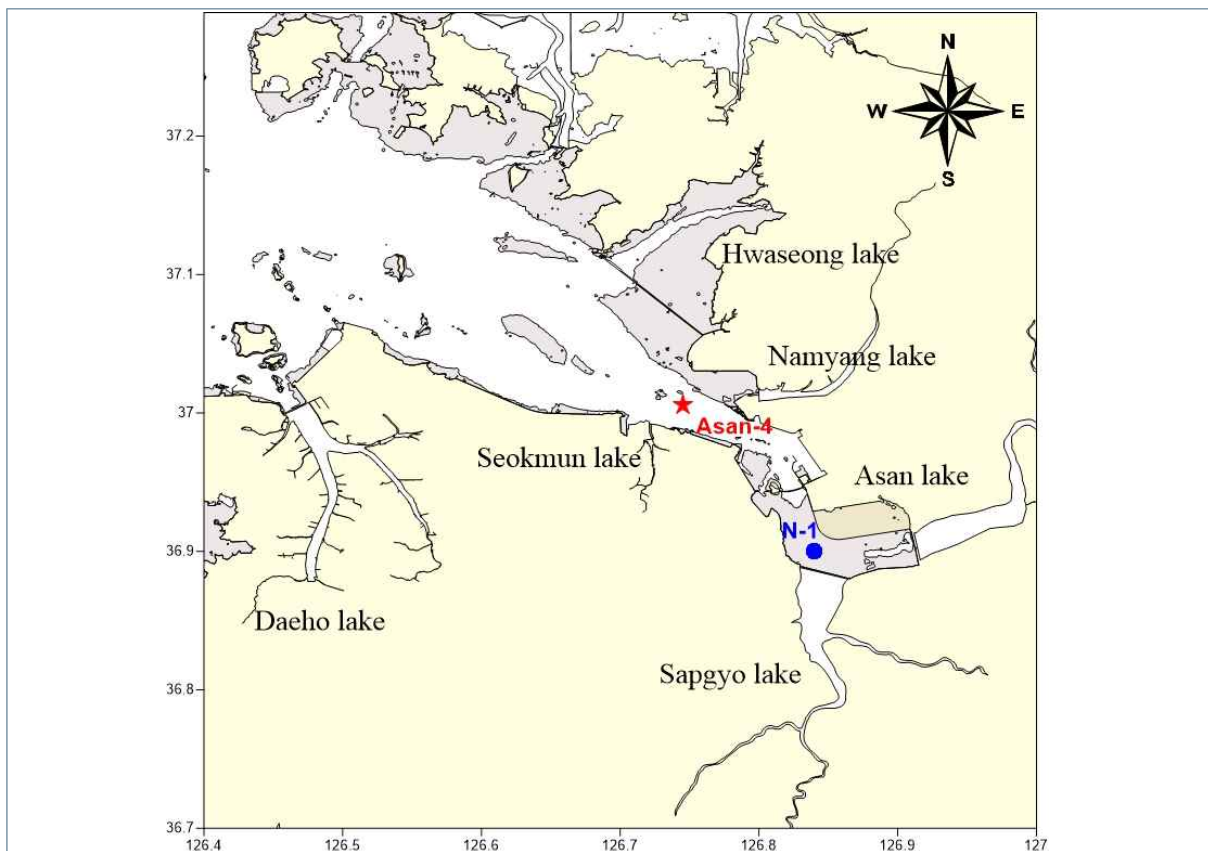 N
W
E
S
37.2
Hwaseong lake
37.1
Namyang lake
37
Asan-4
Seokmun lake
Asan lake
N-1
36.9
Daeho lake
36.8
Sapgyo lake
36.7
126.4
126.5
126.6
126.7
126.8
126.9
127